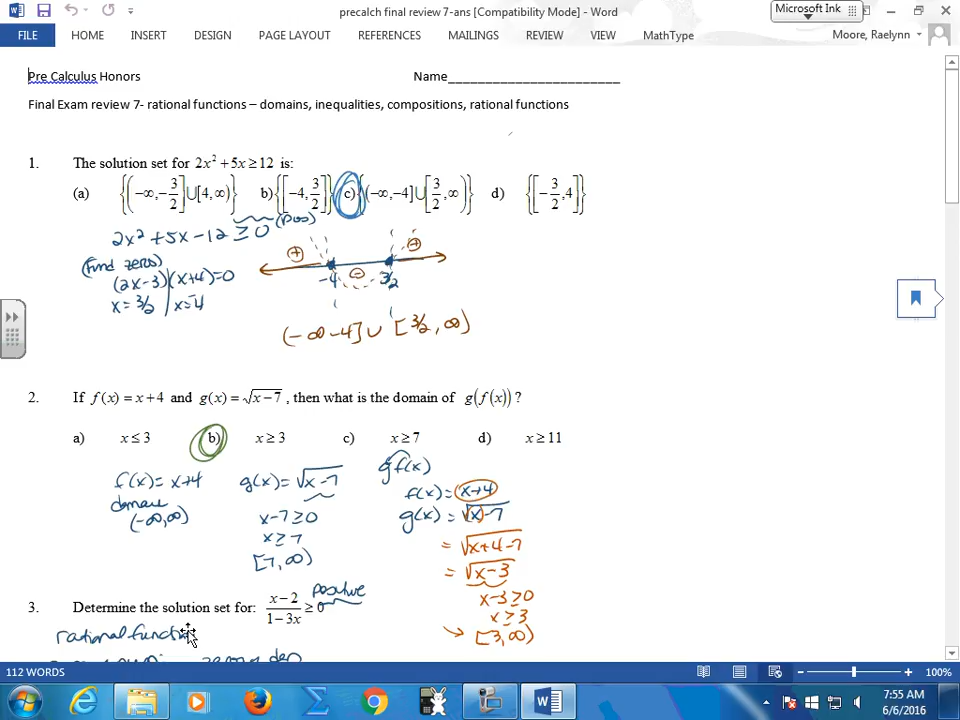 precalch final review 7-ans [Compatibility Mode] - Word
Microsoft Ink
FILE HOME INSERT DESIGN PAGE LAYOUT REFERENCES MAILINGS REVIEW VIEW MathType Moore, Raelynn
Pre Calculus Honors Name________________________
Final Exam review 7- rational functions – domains, inequalities, compositions, rational functions
1. The solution set for 2x² + 5x ≥ 12 is:
(a) {(-∞, -3/2] ∪ [4, ∞)} b) {[-4, 3/2]} c) {(-∞, -4] ∪ [3/2, ∞)} d) {[-3/2, 4]}
2x² + 5x - 12 ≥ 0 (pos)
(find zero)
(2x-3)(x+4)=0
x = 3/2 | x = -4
+ - +
-4 3/2
(-∞ -4] ∪ [3/2, ∞)
2. If f(x) = x + 4 and g(x) = √(x-7), then what is the domain of g(f(x))?
a) x ≤ 3 b) x ≥ 3 c) x ≥ 7 d) x ≥ 11
f(x) = x+4
domain
(-∞, ∞)
g(x) = √(x-7)
x-7 ≥ 0
x ≥ 7
[7, ∞)
g f(x)
f(x) = x+4
g(x) = √(x)-7
= √(x+4-7)
= √(x-3)
x-3 ≥ 0
x ≥ 3
→ [3, ∞)
3. Determine the solution set for: (x-2)/(1-3x) ≥ 0
positive
rational function
112 WORDS 100%
7:55 AM
6/6/2016